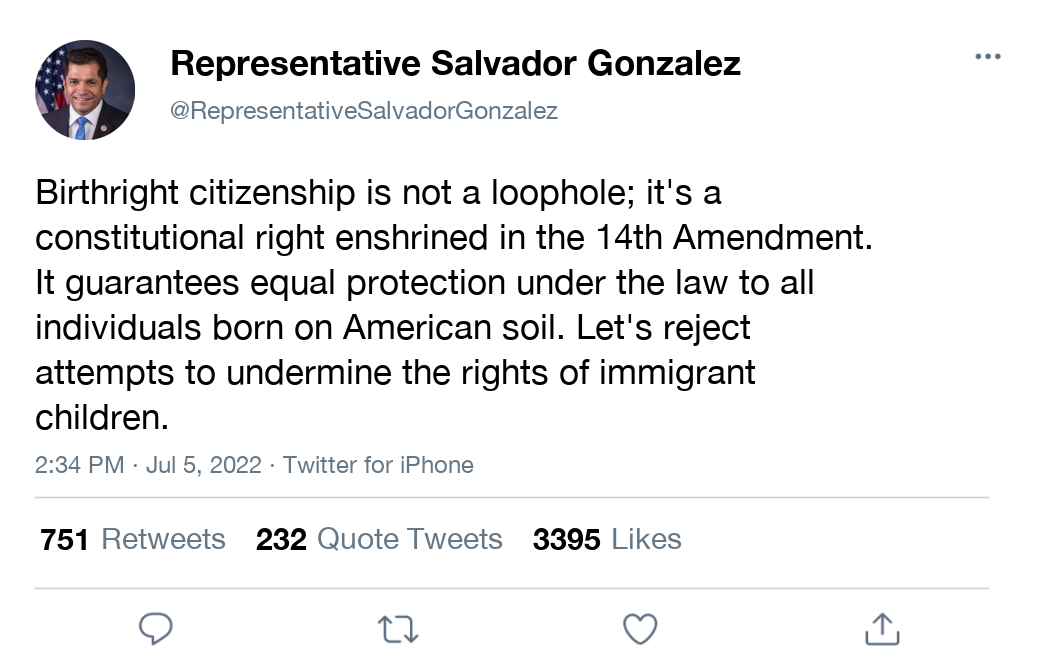 Representative Salvador Gonzalez
@RepresentativeSalvadorGonzalez
Birthright citizenship is not a loophole; it's a
constitutional right enshrined in the 14th Amendment.
It guarantees equal protection under the law to all
individuals born on American soil. Let's reject
attempts to undermine the rights of immigrant
children.
2:34 PM · Jul 5, 2022 · Twitter for iPhone
751 Retweets 232 Quote Tweets 3395 Likes